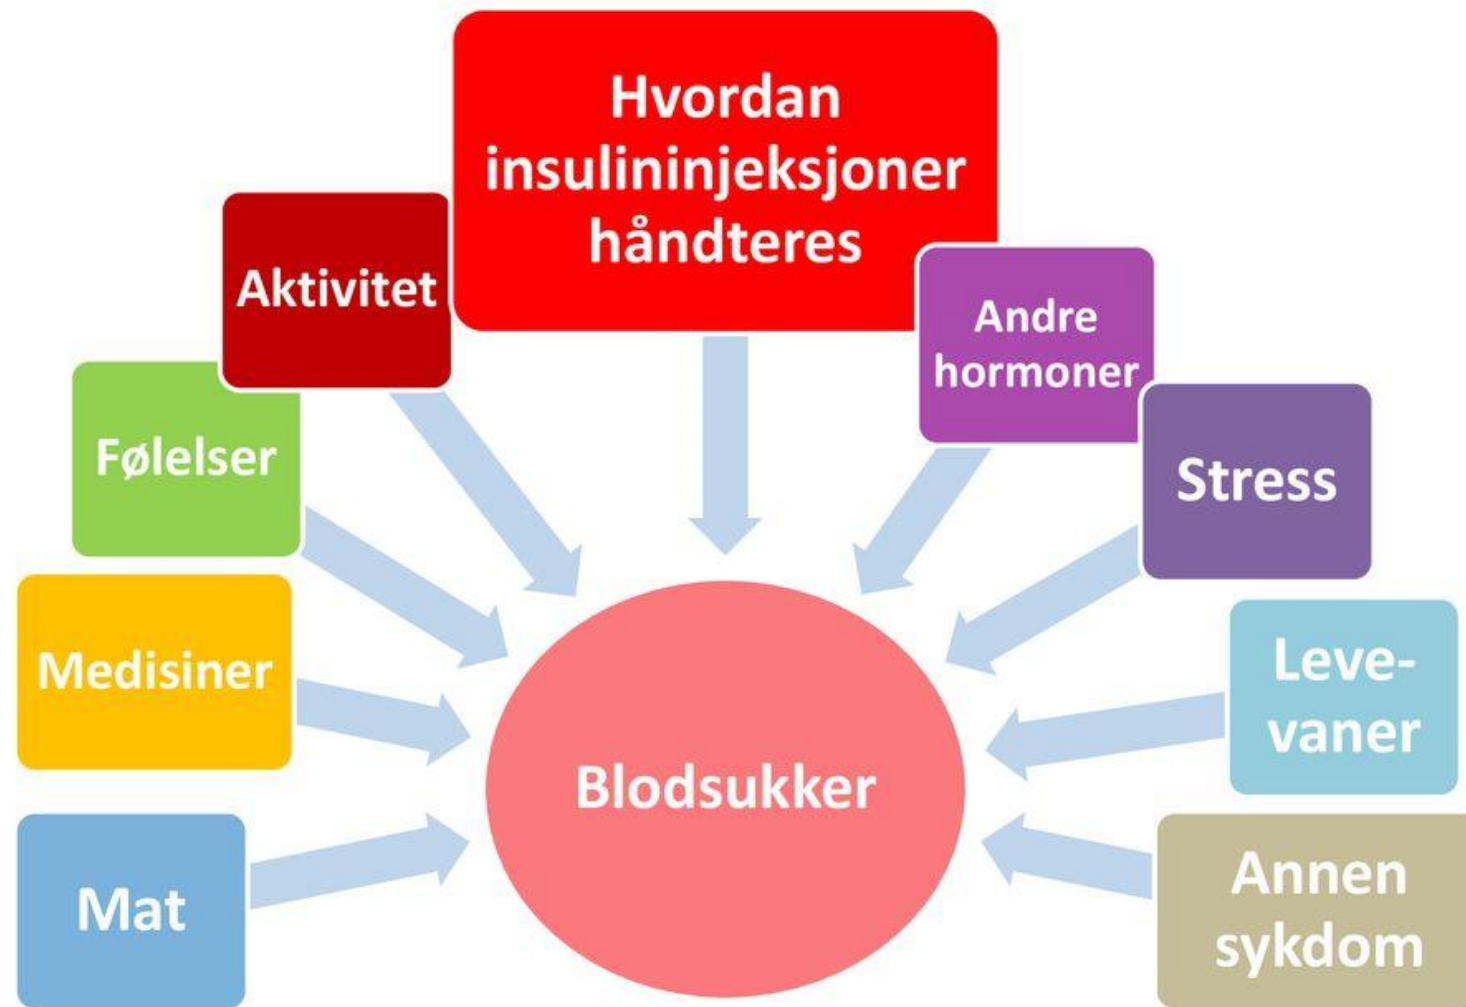 Hvordan
insulininjeksjoner
håndteres
Aktivitet
Andre
hormoner
Følelser
Stress
Medisiner
Leve-
vaner
Blodsukker
Mat
Annen
sykdom